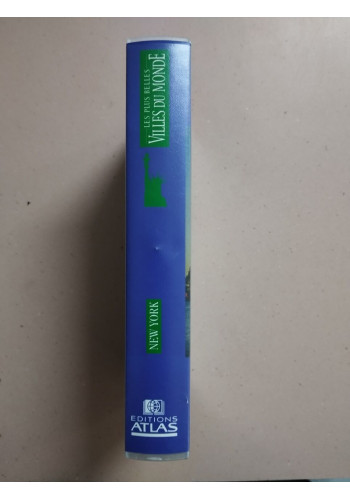 LES PLUS BELLES
VILLES DU MONDE
NEW YORK
EDITIONS
ATLAS